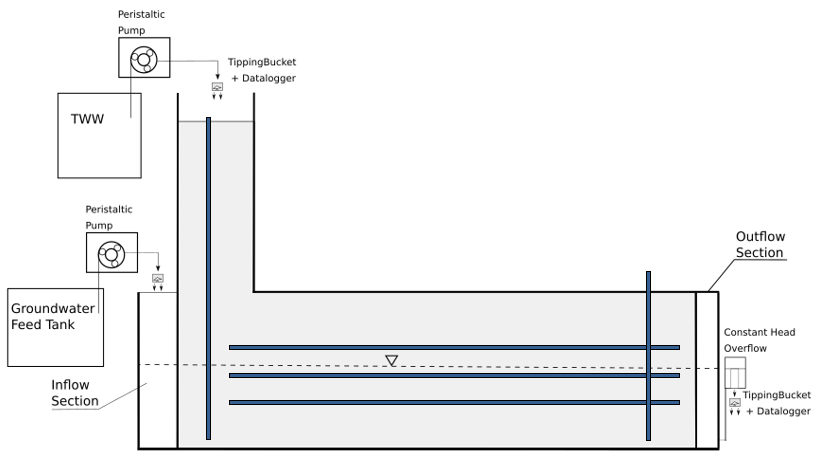 Peristaltic
Pump
TippingBucket
+ Datalogger
TWW
Peristaltic
Pump
Groundwater
Feed Tank
Inflow
Section
Outflow
Section
Constant Head
Overflow
TippingBucket
+ Datalogger